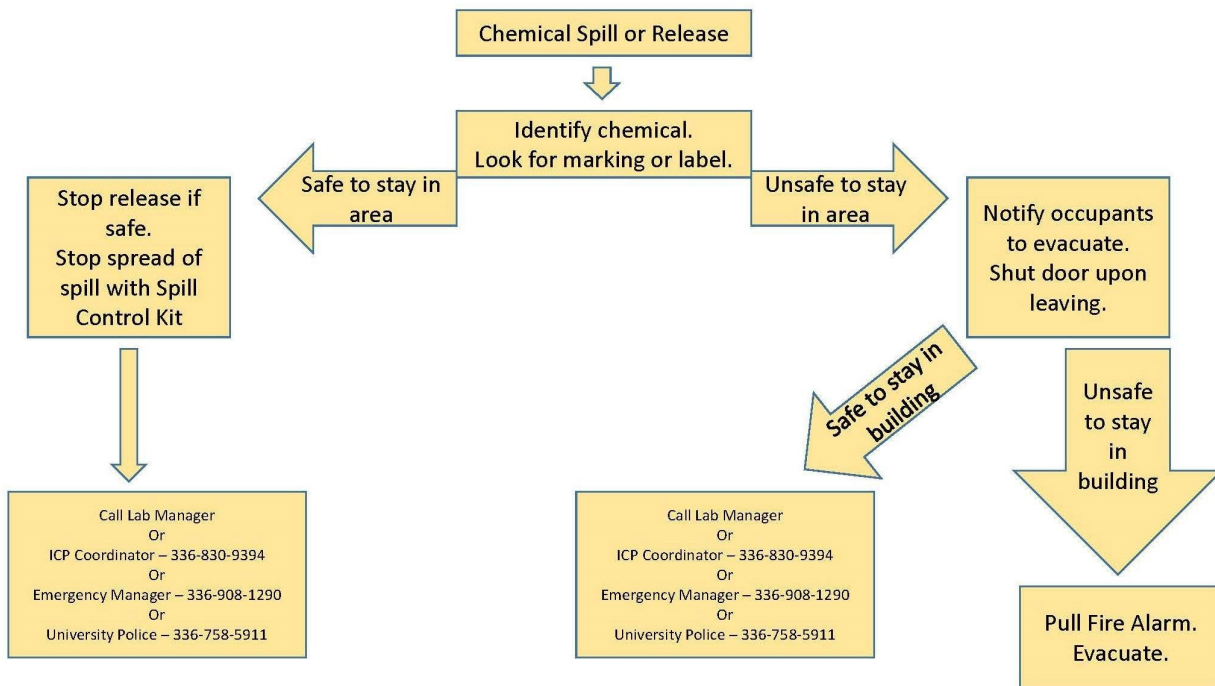 Chemical Spill or Release
Identify chemical.
Look for marking or label.
Safe to stay in
area
Unsafe to stay
in area
Stop release if
safe.
Stop spread of
spill with Spill
Control Kit
Notify occupants
to evacuate.
Shut door upon
leaving.
Safe to stay in
building
Unsafe
to stay
in
building
Call Lab Manager
Or
ICP Coordinator – 336-830-9394
Or
Emergency Manager – 336-908-1290
Or
University Police – 336-758-5911
Call Lab Manager
Or
ICP Coordinator – 336-830-9394
Or
Emergency Manager – 336-908-1290
Or
University Police – 336-758-5911
Pull Fire Alarm.
Evacuate.